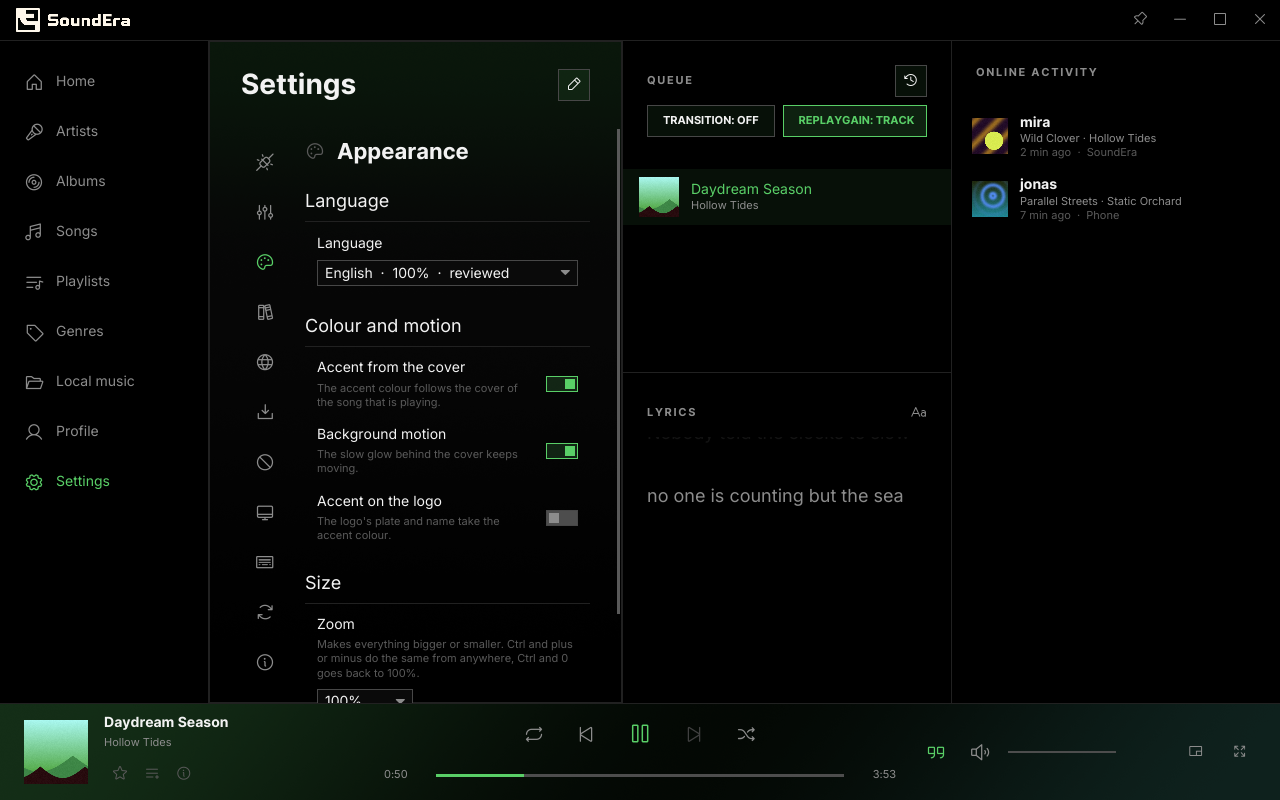 SoundEra
Home
Artists
Albums
Songs
Playlists
Genres
Local music
Profile
Settings
Settings
Appearance
Language
Language
English · 100% · reviewed
Colour and motion
Accent from the cover
The accent colour follows the cover of
the song that is playing.
Background motion
The slow glow behind the cover keeps
moving.
Accent on the logo
The logo's plate and name take the
accent colour.
Size
Zoom
Makes everything bigger or smaller. Ctrl and plus
or minus do the same from anywhere, Ctrl and 0
goes back to 100%.
100%
QUEUE
TRANSITION: OFF
REPLAYGAIN: TRACK
Daydream Season
Hollow Tides
LYRICS
Aa
no one is counting but the sea
ONLINE ACTIVITY
mira
Wild Clover · Hollow Tides
2 min ago · SoundEra
jonas
Parallel Streets · Static Orchard
7 min ago · Phone
Daydream Season
Hollow Tides
0:50
3:53